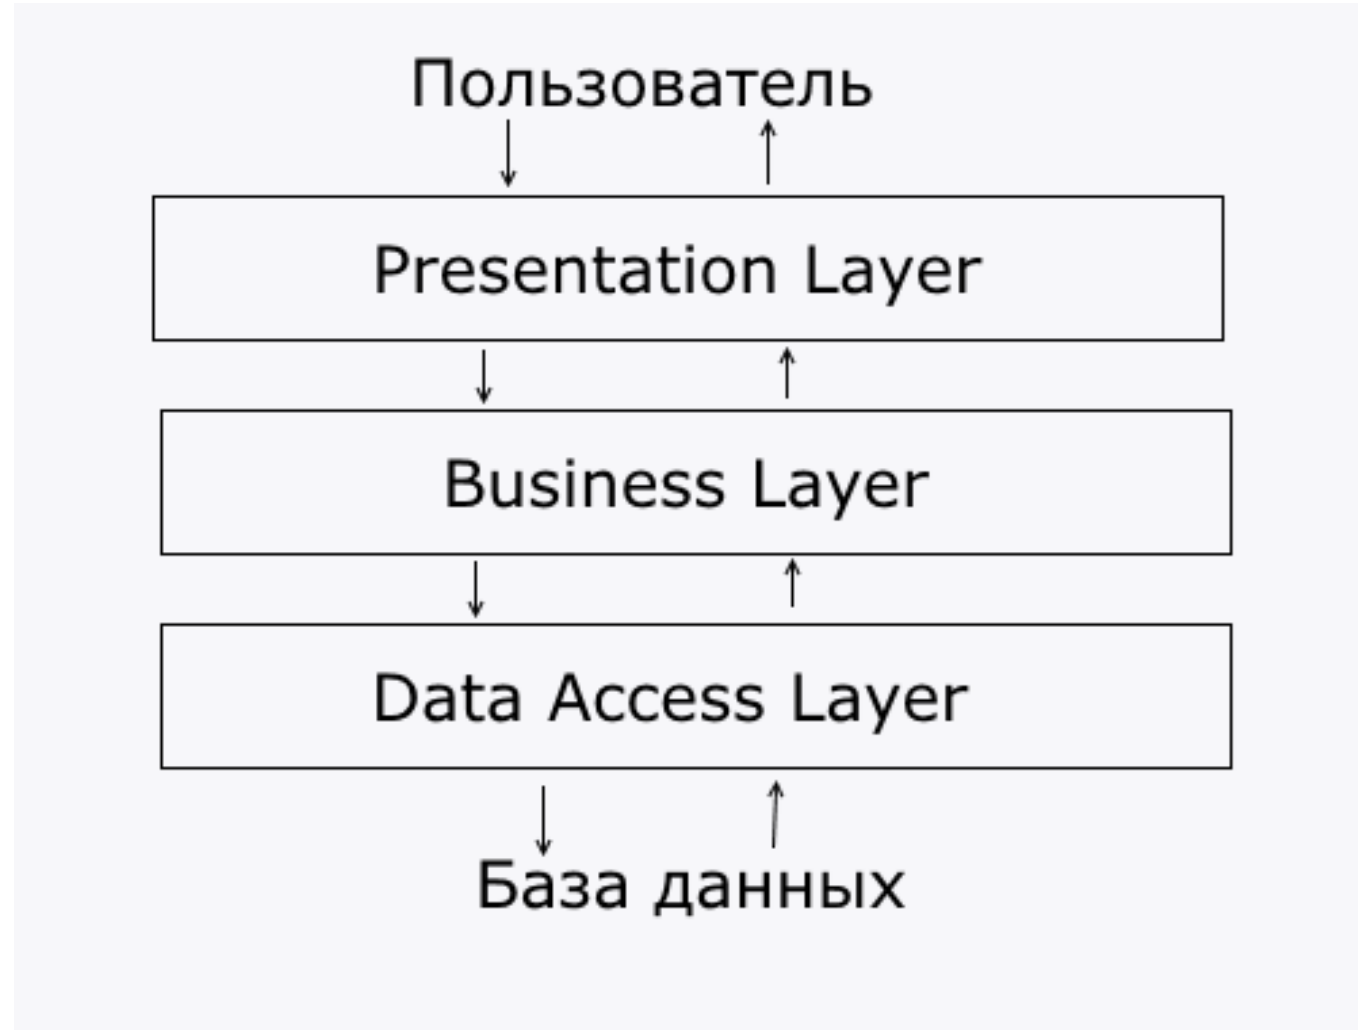 Пользователь
Presentation Layer
Business Layer
Data Access Layer
База данных